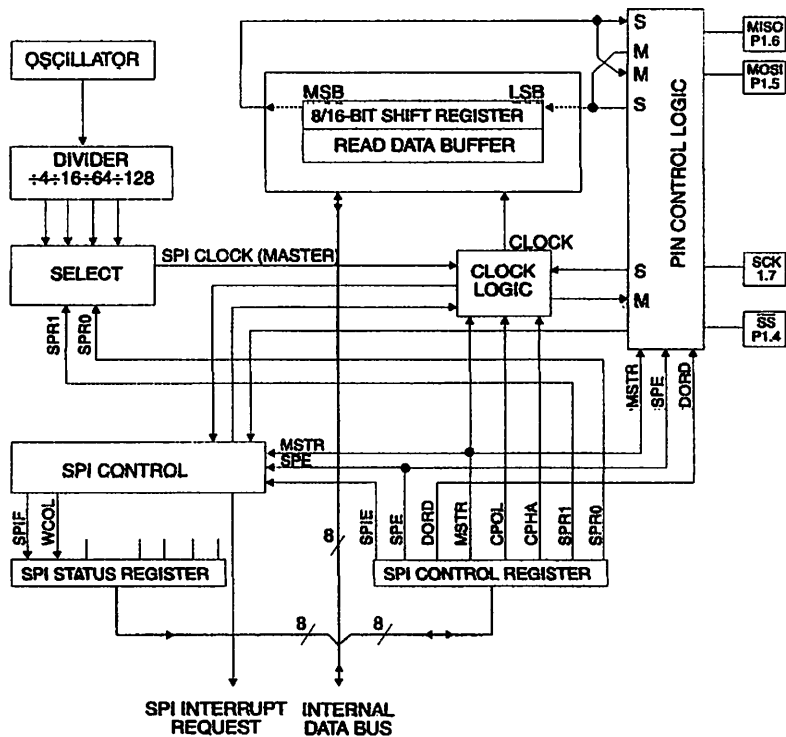 OSCILLATOR
DIVIDER
÷4÷16÷64÷128
SELECT
SPI CLOCK (MASTER)
SPR1
SPR0
MSB
LSB
8/16-BIT SHIFT REGISTER
READ DATA BUFFER
CLOCK
CLOCK
LOGIC
S
M
M
S
S
M
PIN CONTROL LOGIC
MISO
P1.6
MOSI
P1.5
SCK
1.7
SS
P1.4
MSTR
SPE
DORD
SPI CONTROL
MSTR
SPE
SPIF
WCOL
SPI STATUS REGISTER
8
SPIE
SPE
DORD
MSTR
CPOL
CPHA
SPR1
SPR0
SPI CONTROL REGISTER
8
8
SPI INTERRUPT
REQUEST
INTERNAL
DATA BUS